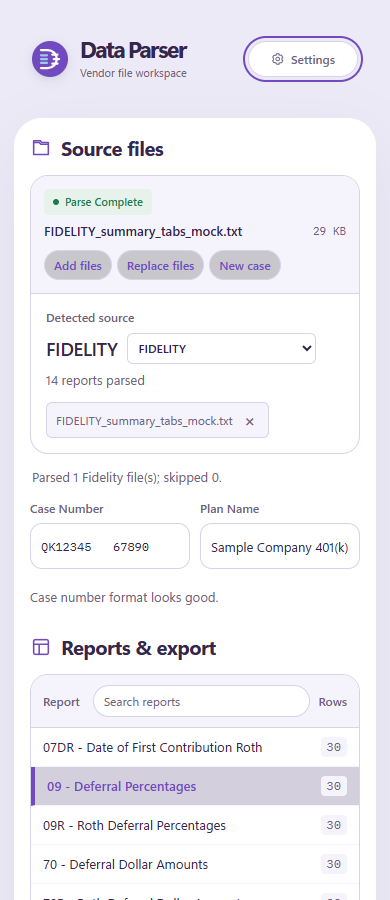 Data Parser
Vendor file workspace
Settings
Source files
Parse Complete
FIDELITY_summary_tabs_mock.txt 29 KB
Add files Replace files New case
Detected source
FIDELITY FIDELITY
14 reports parsed
FIDELITY_summary_tabs_mock.txt ×
Parsed 1 Fidelity file(s); skipped 0.
Case Number Plan Name
QK12345 67890 Sample Company 401(k)
Case number format looks good.
Reports & export
Report Search reports Rows
07DR - Date of First Contribution Roth 30
09 - Deferral Percentages 30
09R - Roth Deferral Percentages 30
70 - Deferral Dollar Amounts 30